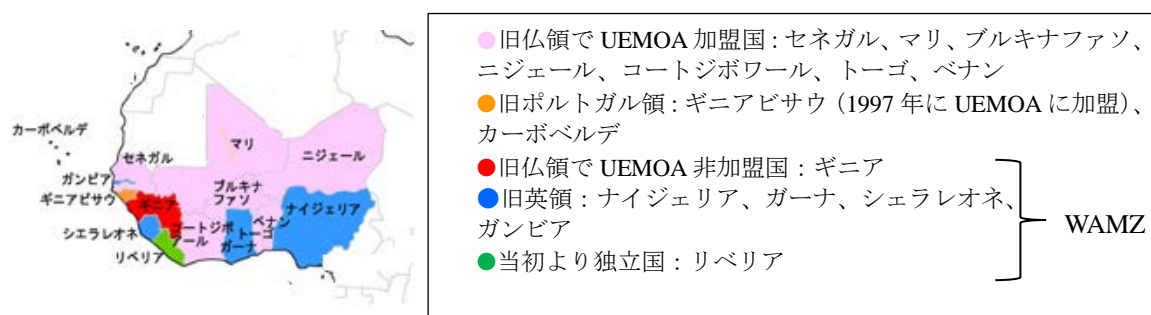 カーボベルデ
マリ
ニジェール
セネガル
ガンビア
ブルキナ
ファソ
ギニアビサウ
ギニア
ナイジェリア
ベナン
コートジボ
トーゴ
シエラレオネ
ワール
ガーナ
リベリア
●旧仏領で UEMOA 加盟国：セネガル、マリ、ブルキナファソ、
ニジェール、コートジボワール、トーゴ、ベナン
●旧ポルトガル領：ギニアビサウ（1997 年に UEMOA に加盟）、
カーボベルデ
●旧仏領で UEMOA 非加盟国：ギニア
●旧英領：ナイジェリア、ガーナ、シェラレオネ、
ガンビア
●当初より独立国：リベリア
WAMZ